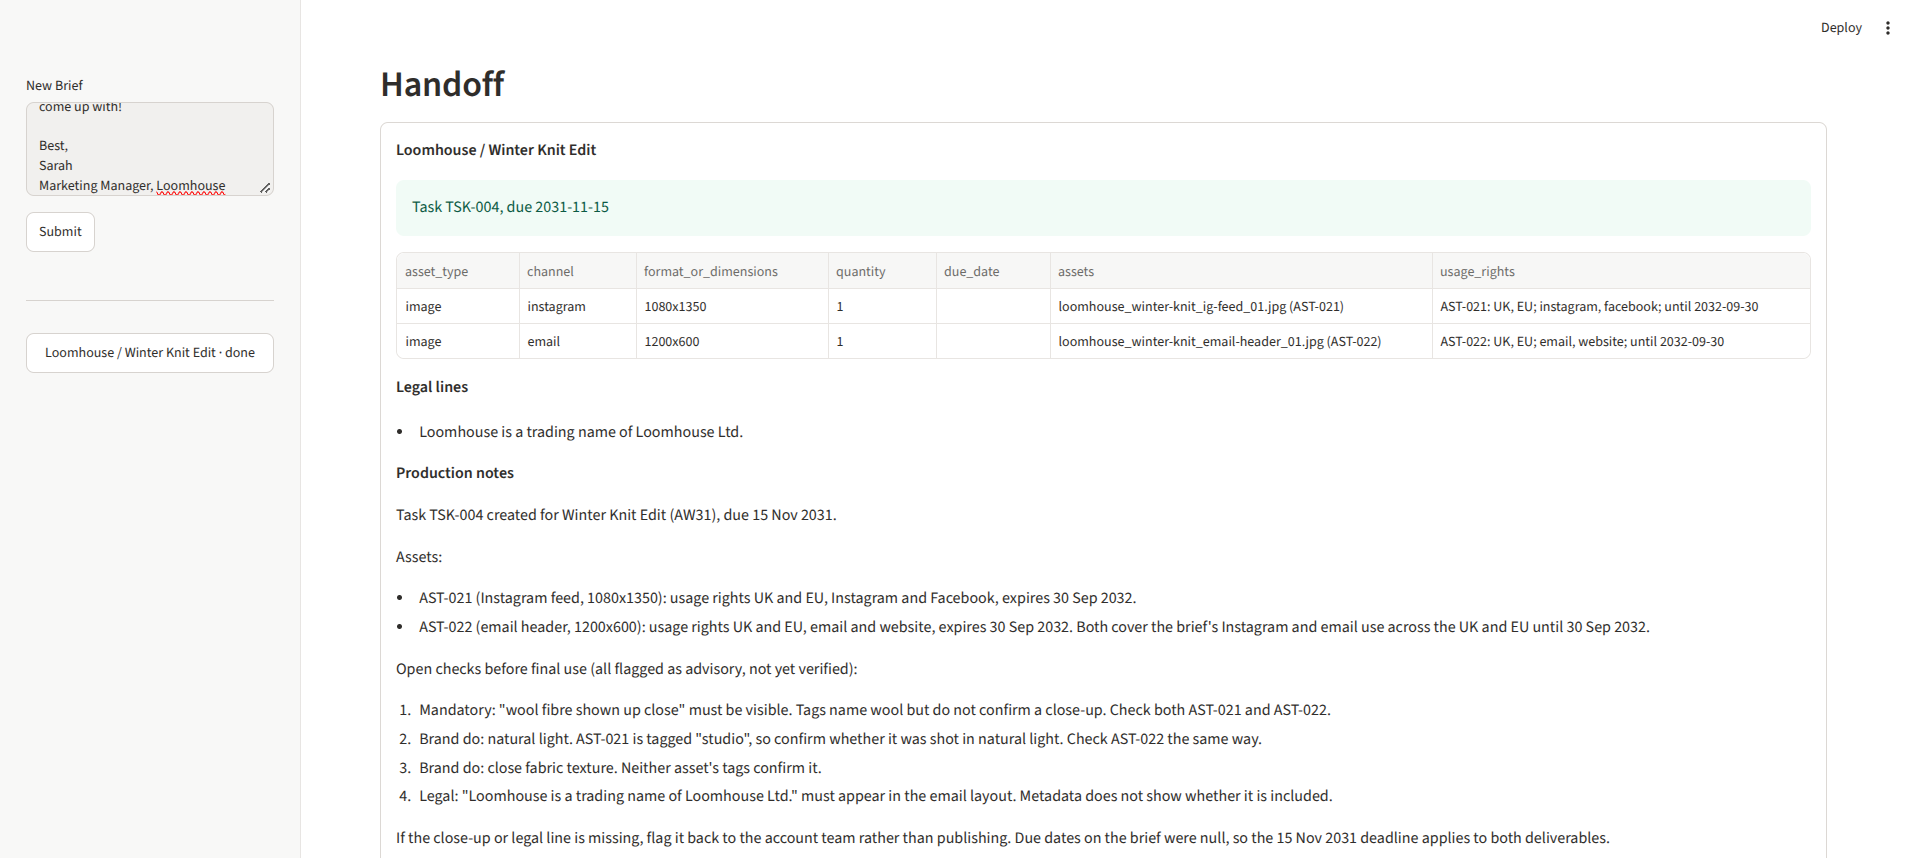 Deploy
New Brief
come up with!
Best,
Sarah
Marketing Manager, Loomhouse
Submit
Loomhouse / Winter Knit Edit · done
Handoff
Loomhouse / Winter Knit Edit
Task TSK-004, due 2031-11-15
asset_type channel format_or_dimensions quantity due_date assets usage_rights
image instagram 1080x1350 1 loomhouse_winter-knit_ig-feed_01.jpg (AST-021) AST-021: UK, EU; instagram, facebook; until 2032-09-30
image email 1200x600 1 loomhouse_winter-knit_email-header_01.jpg (AST-022) AST-022: UK, EU; email, website; until 2032-09-30
Legal lines
• Loomhouse is a trading name of Loomhouse Ltd.
Production notes
Task TSK-004 created for Winter Knit Edit (AW31), due 15 Nov 2031.
Assets:
• AST-021 (Instagram feed, 1080x1350): usage rights UK and EU, Instagram and Facebook, expires 30 Sep 2032.
• AST-022 (email header, 1200x600): usage rights UK and EU, email and website, expires 30 Sep 2032. Both cover the brief's Instagram and email use across the UK and EU until 30 Sep 2032.
Open checks before final use (all flagged as advisory, not yet verified):
1. Mandatory: "wool fibre shown up close" must be visible. Tags name wool but do not confirm a close-up. Check both AST-021 and AST-022.
2. Brand do: natural light. AST-021 is tagged "studio", so confirm whether it was shot in natural light. Check AST-022 the same way.
3. Brand do: close fabric texture. Neither asset's tags confirm it.
4. Legal: "Loomhouse is a trading name of Loomhouse Ltd." must appear in the email layout. Metadata does not show whether it is included.
If the close-up or legal line is missing, flag it back to the account team rather than publishing. Due dates on the brief were null, so the 15 Nov 2031 deadline applies to both deliverables.